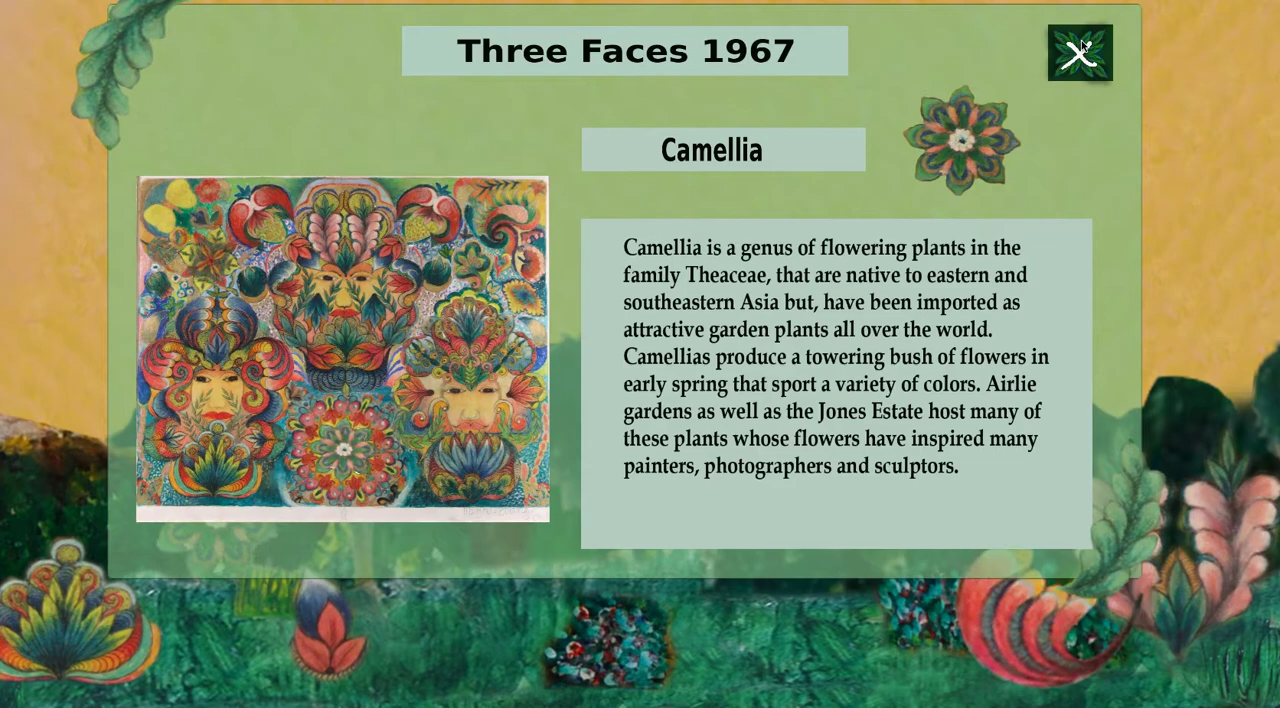 Three Faces 1967
Camellia
Camellia is a genus of flowering plants in the
family Theaceae, that are native to eastern and
southeastern Asia but, have been imported as
attractive garden plants all over the world.
Camellias produce a towering bush of flowers in
early spring that sport a variety of colors. Airlie
gardens as well as the Jones Estate host many of
these plants whose flowers have inspired many
painters, photographers and sculptors.